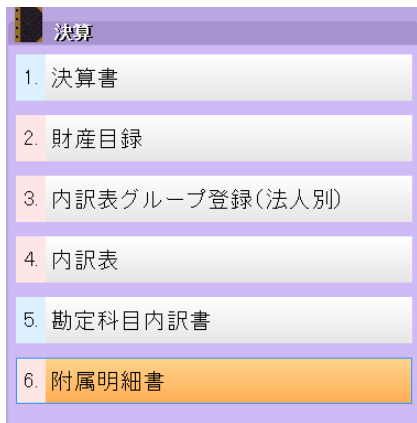 決算
1. 決算書
2. 財産目録
3. 内訳表グループ登録(法人別)
4. 内訳表
5. 勘定科目内訳書
6. 附属明細書